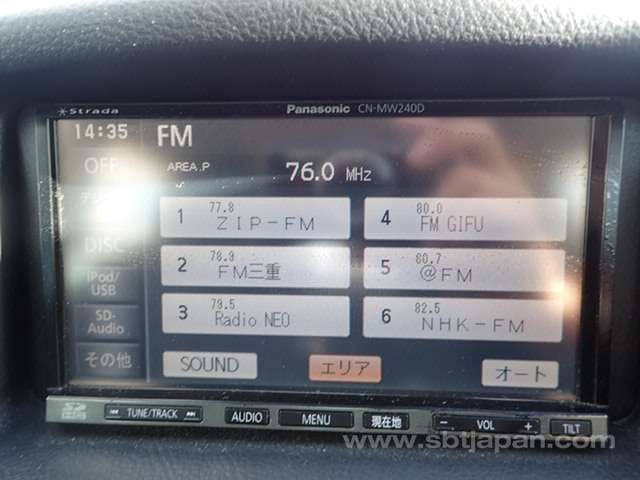 Strada
Panasonic CN-MW240D
14:35
FM
OFF
AREA.P
76.0 MHz
1 77.8 ZIP-FM
4 80.0 FM GIFU
DISC
2 78.9 FM三重
5 80.7 @FM
iPod/
USB
3 79.5 Radio NEO
6 82.5 NHK-FM
SD-
Audio
その他
SOUND
エリア
オート
TUNE/TRACK
AUDIO
MENU
現在地
- VOL +
TILT
www.sbtjapan.com